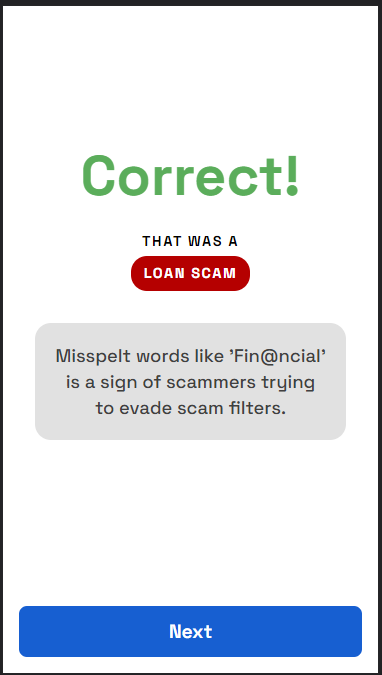 Correct!
THAT WAS A
LOAN SCAM
Misspelt words like 'Fin@ncial'
is a sign of scammers trying
to evade scam filters.
Next